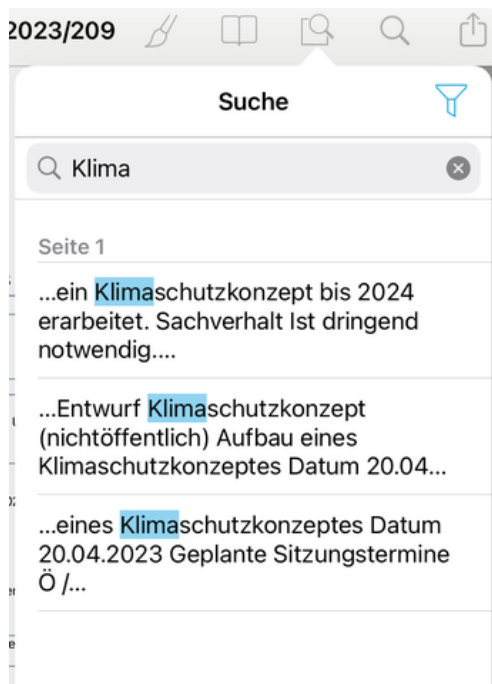 2023/209
Suche
Klima
Seite 1
...ein Klimaschutzkonzept bis 2024
erarbeitet. Sachverhalt Ist dringend
notwendig....
...Entwurf Klimaschutzkonzept
(nichtöffentlich) Aufbau eines
Klimaschutzkonzeptes Datum 20.04...
...eines Klimaschutzkonzeptes Datum
20.04.2023 Geplante Sitzungstermine
Ö /...